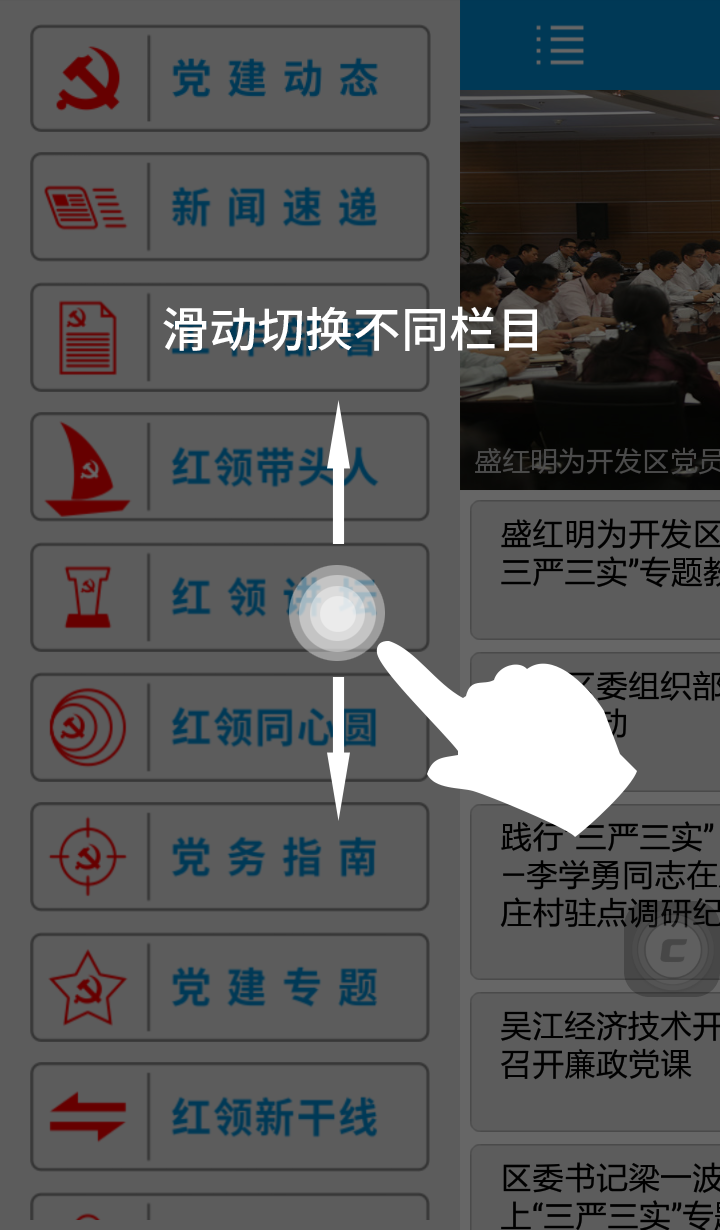 党建动态
新闻速递
滑动切换不同栏目
红领带头人
红领讲坛
红领同心圆
党务指南
党建专题
红领新干线
盛红明为开发区党员
盛红明为开发区
三严三实”专题教
区委组织部
动
践行“三严三实”
—李学勇同志在
庄村驻点调研纪
吴江经济技术开
召开廉政党课
区委书记梁一波
上“三严三实”专题